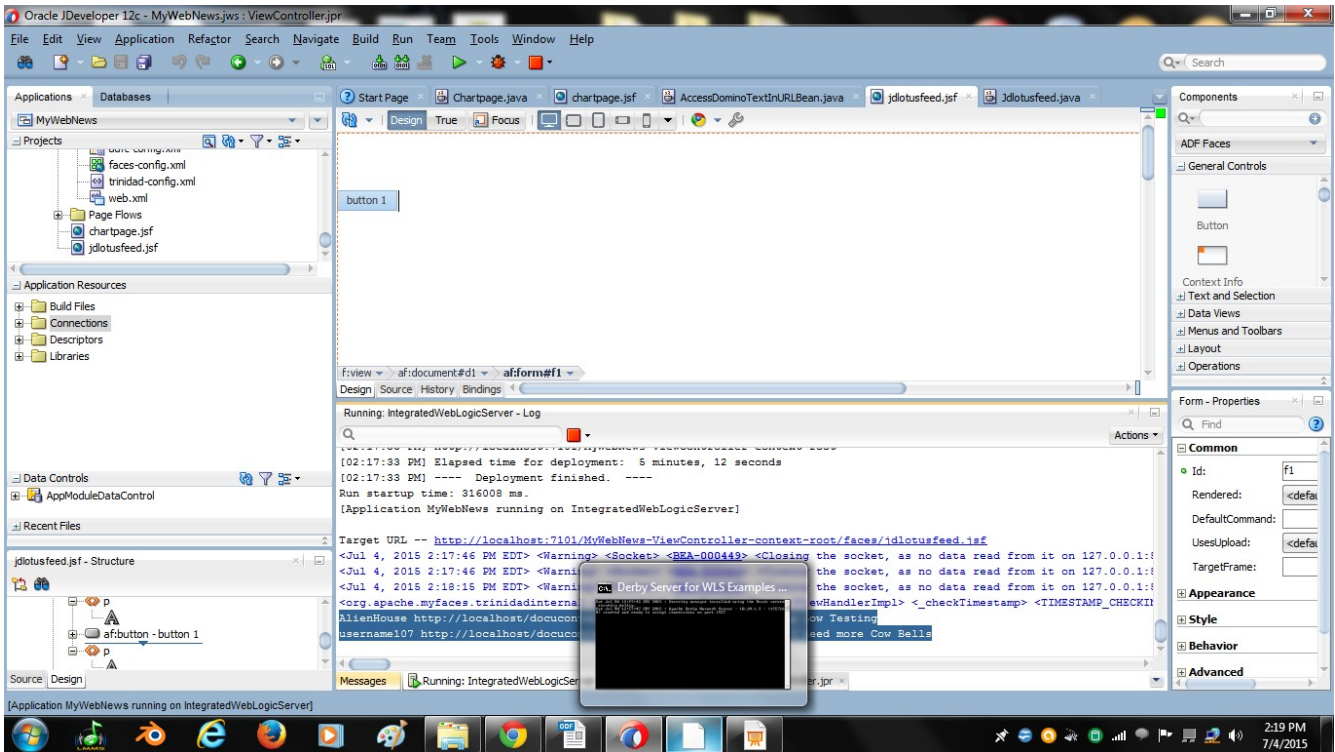 Oracle JDeveloper 12c - MyWebNews.jws : ViewController.jpr
File Edit View Application Refactor Search Navigate Build Run Team Tools Window Help
Search
Applications Databases
MyWebNews
Projects
faces-config.xml
trinidad-config.xml
web.xml
Page Flows
chartpage.jsf
jdlotusfeed.jsf
Application Resources
Build Files
Connections
Descriptors
Libraries
Data Controls
AppModuleDataControl
Recent Files
jdlotusfeed.jsf - Structure
p
A
af:button - button 1
p
A
Source Design
Start Page Chartpage.java chartpage.jsf AccessDominoTextInURLBean.java jdlotusfeed.jsf Jdlotusfeed.java
Design True Focus
button 1
f:view af:document#d1 af:form#f1
Design Source History Bindings
Running: IntegratedWebLogicServer - Log
Actions
[02:17:33 PM] Elapsed time for deployment: 5 minutes, 12 seconds
[02:17:33 PM] ---- Deployment finished. ----
Run startup time: 316008 ms.
[Application MyWebNews running on IntegratedWebLogicServer]
Target URL -- http://localhost:7101/MyWebNews-ViewController-context-root/faces/jdlotusfeed.jsf
<Jul 4, 2015 2:17:46 PM EDT> <Warning> <Socket> <BEA-000449> <Closing the socket, as no data read from it on 127.0.0.1:
<Jul 4, 2015 2:17:46 PM EDT> the socket, as no data read from it on 127.0.0.1:
<Jul 4, 2015 2:18:15 PM EDT> the socket, as no data read from it on 127.0.0.1:
<org.apache.myfaces.trinidadinterna ewHandlerImpl> <_checkTimestamp> <TIMESTAMP_CHECKI
AlienHouse http://localhost/docucon ow Testing
username107 http://localhost/docucon eed more Cow Bells
Derby Server for WLS Examples ...
Messages Running: IntegratedWebLogicSer er.jpr
Components
ADF Faces
General Controls
Button
Context Info
Text and Selection
Data Views
Menus and Toolbars
Layout
Operations
Form - Properties
Find
Common
Id: f1
Rendered: <defau
DefaultCommand:
UsesUpload: <defau
TargetFrame:
Appearance
Style
Behavior
Advanced
[Application MyWebNews running on IntegratedWebLogicServer]
LMMS
ODF
2:19 PM
7/4/2015